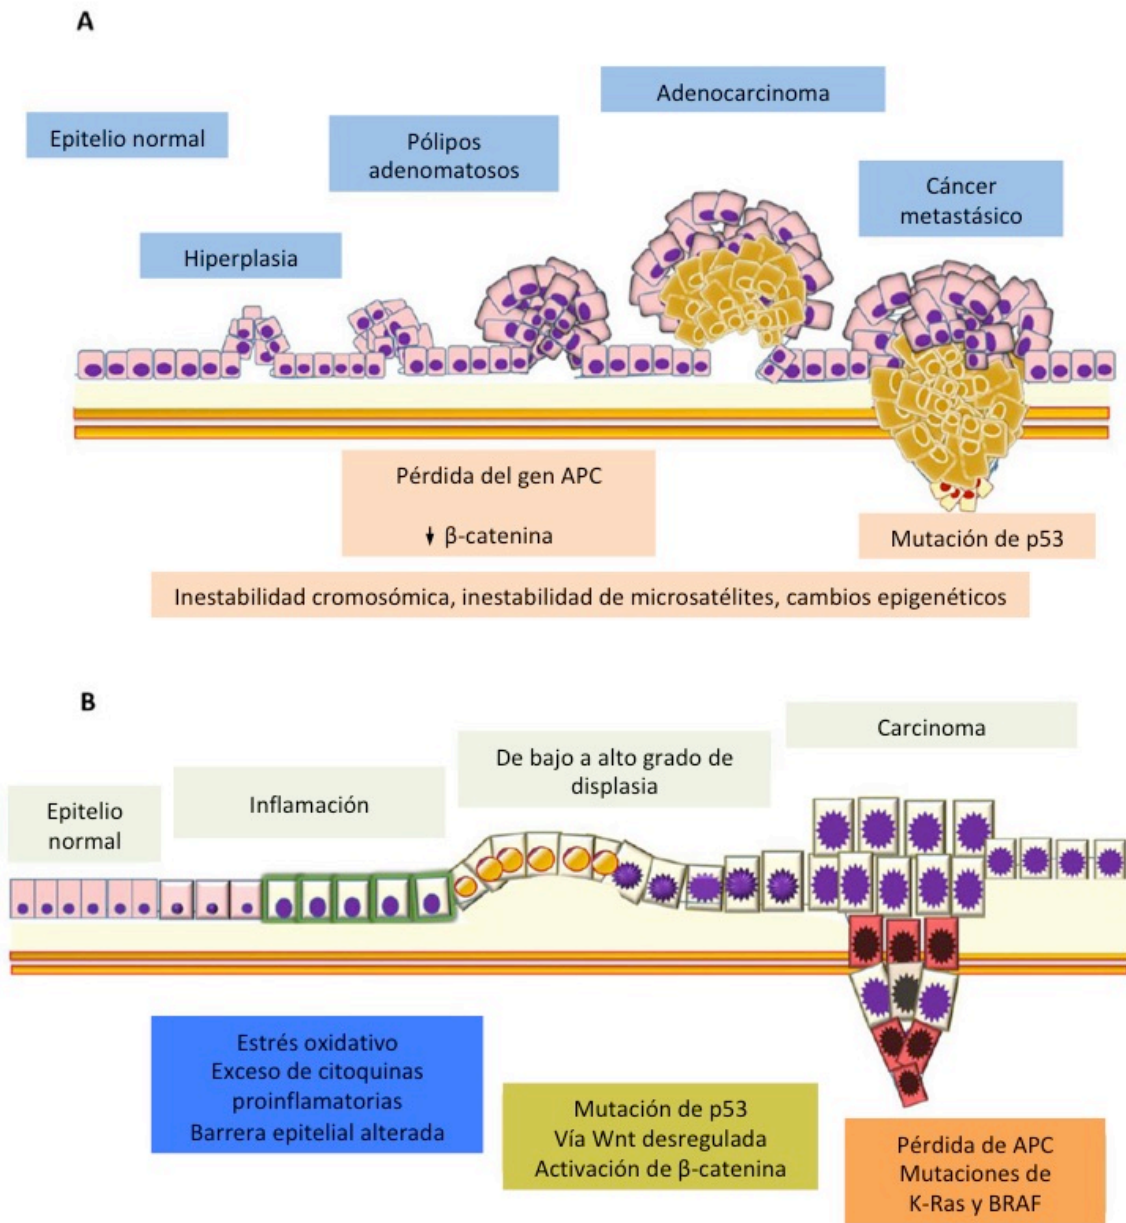 A
Epitelio normal
Hiperplasia
Pólipos
adenomatosos
Adenocarcinoma
Cáncer
metastásico
Pérdida del gen APC
↓ β-catenina
Mutación de p53
Inestabilidad cromosómica, inestabilidad de microsatélites, cambios epigenéticos
B
Epitelio
normal
Inflamación
De bajo a alto grado de
displasia
Carcinoma
Estrés oxidativo
Exceso de citoquinas
proinflamatorias
Barrera epitelial alterada
Mutación de p53
Vía Wnt desregulada
Activación de β-catenina
Pérdida de APC
Mutaciones de
K-Ras y BRAF